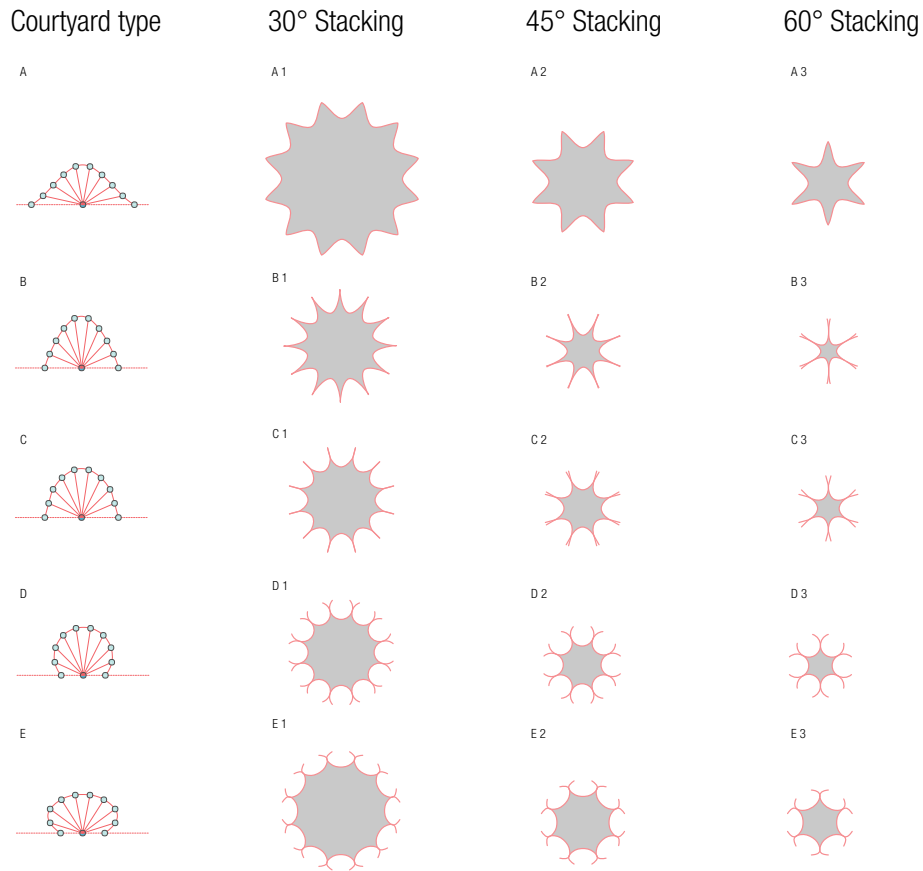 Courtyard type 30° Stacking 45° Stacking 60° Stacking
A A 1 A 2 A 3
B B 1 B 2 B 3
C C 1 C 2 C 3
D D 1 D 2 D 3
E E 1 E 2 E 3